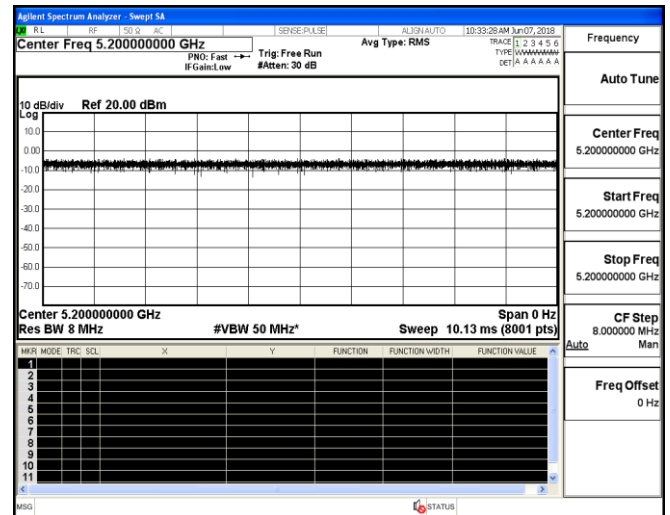 Agilent Spectrum Analyzer - Swept SA
RL RF 50 Ω AC SENSE:PULSE ALIGN AUTO 10:33:28 AM Jun 07, 2018
Center Freq 5.200000000 GHz
PNO: Fast
IFGain:Low
Trig: Free Run
#Atten: 30 dB
Avg Type: RMS
TRACE 1 2 3 4 5 6
TYPE
DET A A A A A A
10 dB/div Ref 20.00 dBm
Log
10.0
0.00
-10.0
-20.0
-30.0
-40.0
-50.0
-60.0
-70.0
Center 5.200000000 GHz Span 0 Hz
Res BW 8 MHz #VBW 50 MHz* Sweep 10.13 ms (8001 pts)
MKR MODE TRC SCL X Y FUNCTION FUNCTION WIDTH FUNCTION VALUE
1
2
3
4
5
6
7
8
9
10
11
MSG STATUS
Frequency
Auto Tune
Center Freq
5.200000000 GHz
Start Freq
5.200000000 GHz
Stop Freq
5.200000000 GHz
CF Step
8.000000 MHz
Auto Man
Freq Offset
0 Hz